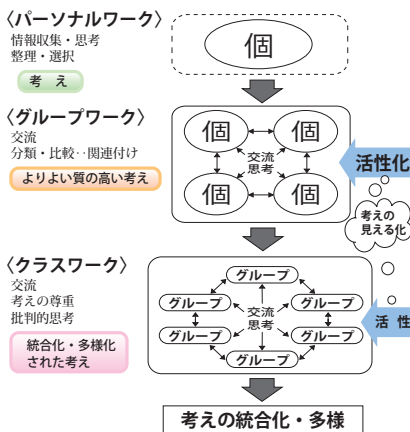 〈パーソナルワーク〉
情報収集・思考
整理・選択
考 え
個
〈グループワーク〉
交流
分類・比較‥関連付け
よりよい質の高い考え
個
個
交流
思考
個
個
活性化
考えの
見える化
〈クラスワーク〉
交流
考えの尊重
批判的思考
統合化・多様化
された考え
グループ
グループ
グループ
交流
思考
グループ
グループ
グループ
活 性
考えの統合化・多様